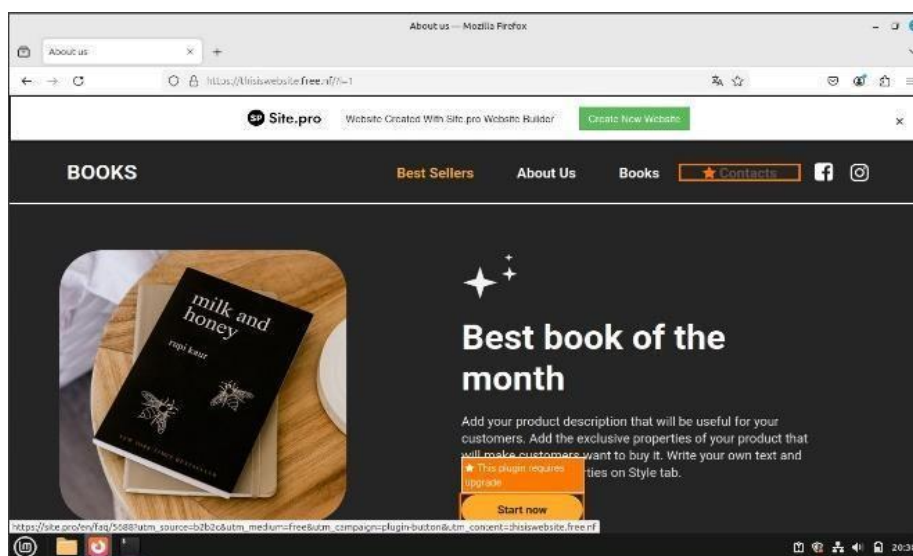 About us — Mozilla Firefox
About us
https://thisiswebsite.free.nf/?i=1
SP Site.pro Website Created With Site.pro Website Builder Create New Website
BOOKS Best Sellers About Us Books Contacts
milk and
honey
rupi kaur
Best book of the
month
Add your product description that will be useful for your
customers. Add the exclusive properties of your product that
will make customers want to buy it. Write your own text and
ties on Style tab.
This plugin requires
upgrade
Start now
https://site.pro/en/faq/5688?utm_source=b2b2c&utm_medium=free&utm_campaign=plugin-button&utm_content=thisiswebsite.free.nf